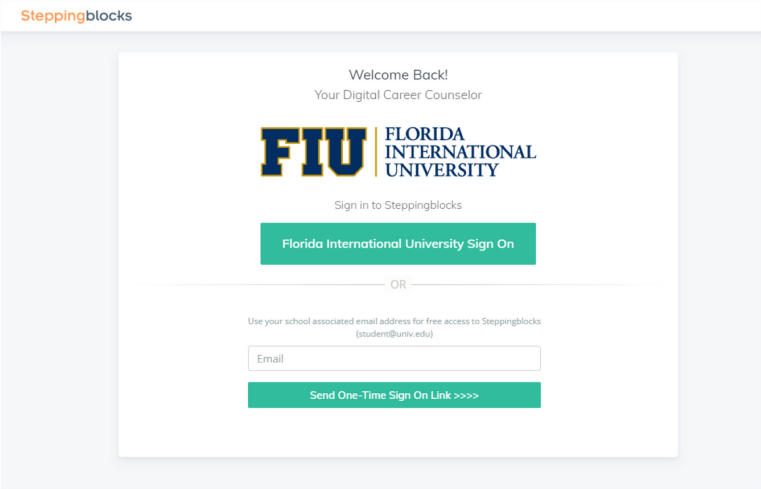 Steppingblocks
Welcome Back!
Your Digital Career Counselor
FIU
FLORIDA
INTERNATIONAL
UNIVERSITY
Sign in to Steppingblocks
Florida International University Sign On
OR
Use your school associated email address for free access to Steppingblocks
(student@univ.edu)
Email
Send One-Time Sign On Link >>>>